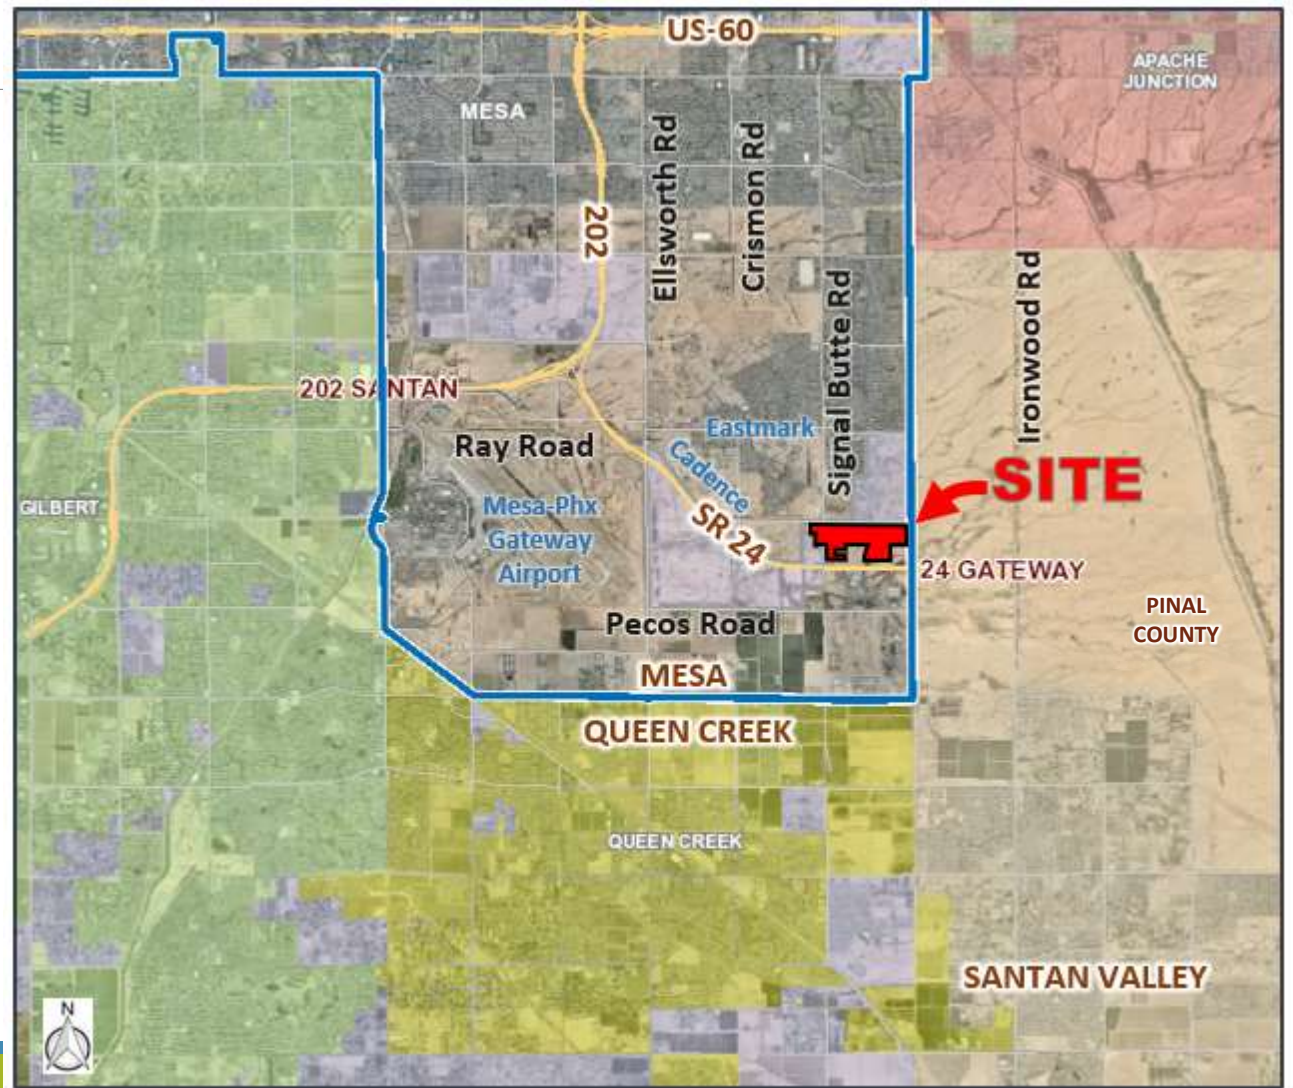 US-60
APACHE
JUNCTION
MESA
Ellsworth Rd
Crismon Rd
202
Signal Butte Rd
Ironwood Rd
202 SANTAN
Ray Road
Eastmark
Cadence
SITE
GILBERT
Mesa-Phx
Gateway
Airport
SR 24
24 GATEWAY
PINAL
COUNTY
Pecos Road
MESA
QUEEN CREEK
QUEEN CREEK
SANTAN VALLEY
N